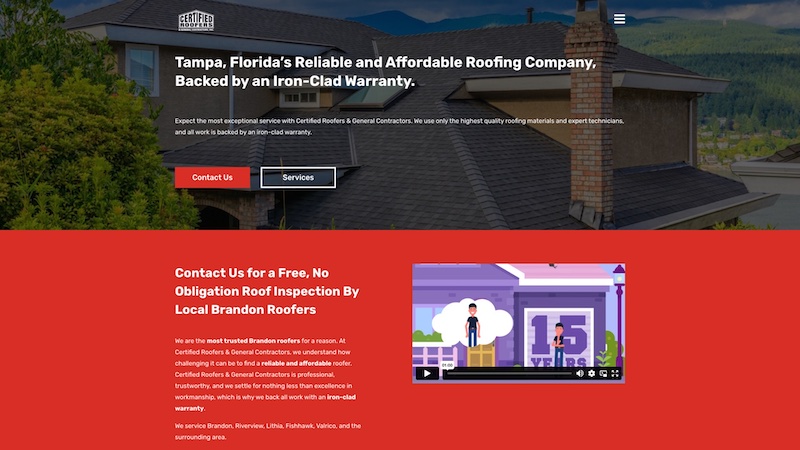 CERTIFIED
ROOFERS
Tampa, Florida’s Reliable and Affordable Roofing Company,
Backed by an Iron-Clad Warranty.
Expect the most exceptional service with Certified Roofers & General Contractors. We use only the highest quality roofing materials and expert technicians,
and all work is backed by an iron-clad warranty.
Contact Us
Services
Contact Us for a Free, No
Obligation Roof Inspection By
Local Brandon Roofers
We are the most trusted Brandon roofers for a reason. At
Certified Roofers & General Contractors, we understand how
challenging it can be to find a reliable and affordable roofer.
Certified Roofers & General Contractors is professional,
trustworthy, and we settle for nothing less than excellence in
workmanship, which is why we back all work with an iron-clad
warranty.
We service Brandon, Riverview, Lithia, Fishhawk, Valrico, and the
surrounding area.
15
YEARS
01:00